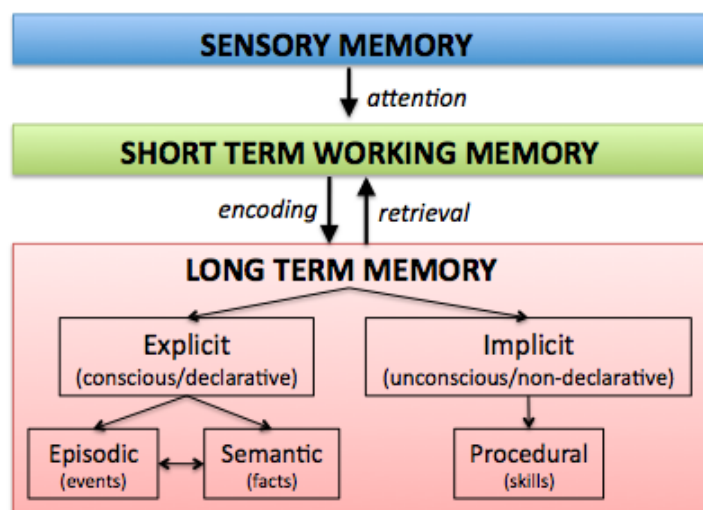 SENSORY MEMORY
attention
SHORT TERM WORKING MEMORY
encoding
retrieval
LONG TERM MEMORY
Explicit
(conscious/declarative)
Implicit
(unconscious/non-declarative)
Episodic
(events)
Semantic
(facts)
Procedural
(skills)